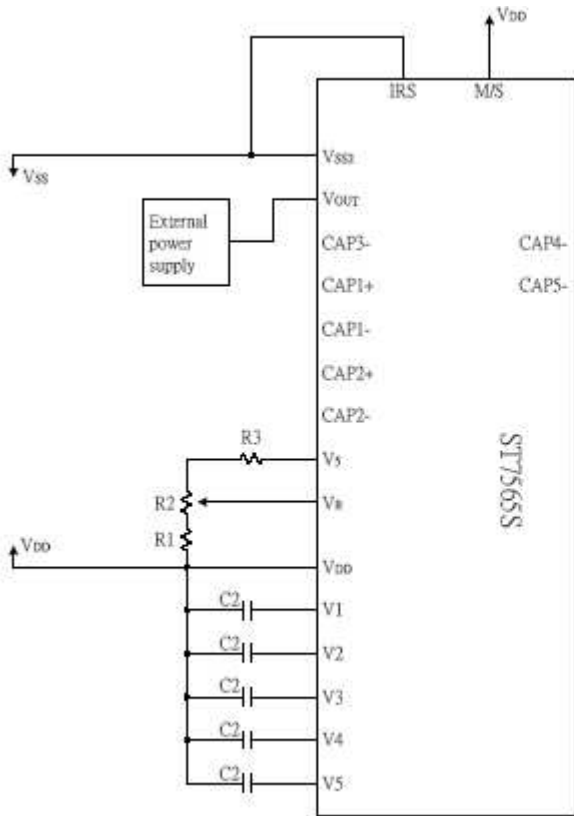 VDD
IRS M/S
VSS2
VSS
VOUT
External
power
supply
CAP3- CAP4-
CAP1+ CAP5-
CAP1-
CAP2+
CAP2-
R3
V5
ST7565S
R2
VR
R1
VDD
VDD
C2
V1
C2
V2
C2
V3
C2
V4
C2
V5